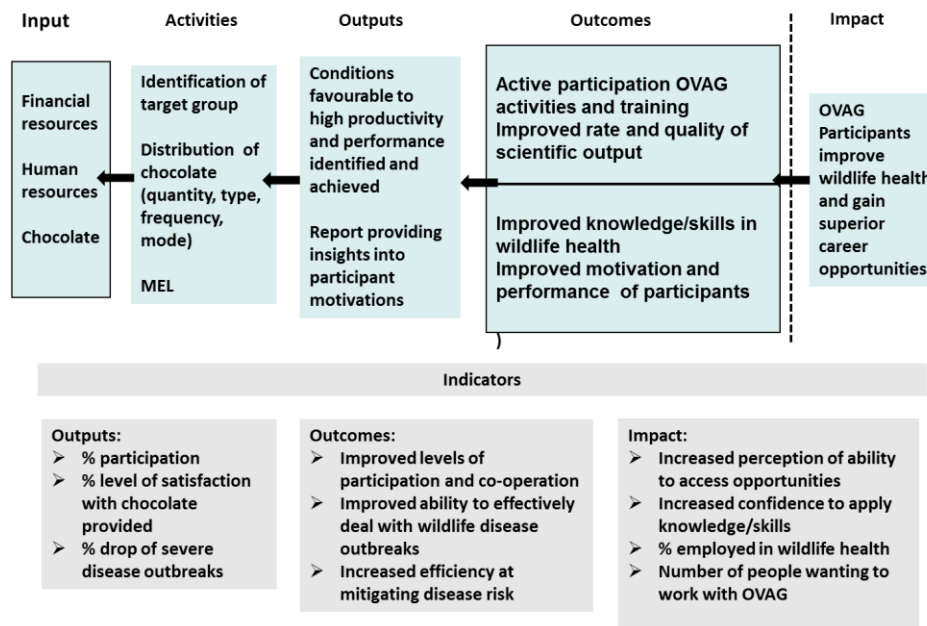 Input
Activities
Outputs
Outcomes
Impact
Financial
resources
Human
resources
Chocolate
Identification of
target group
Distribution of
chocolate
(quantity, type,
frequency,
mode)
MEL
Conditions
favourable to
high productivity
and performance
identified and
achieved
Report providing
insights into
participant
motivations
Active participation OVAG
activities and training
Improved rate and quality of
scientific output
Improved knowledge/skills in
wildlife health
Improved motivation and
performance of participants
)
OVAG
Participants
improve
wildlife health
and gain
superior
career
opportunities
Indicators
Outputs:
➢ % participation
➢ % level of satisfaction
with chocolate
provided
➢ % drop of severe
disease outbreaks
Outcomes:
➢ Improved levels of
participation and co-operation
➢ Improved ability to effectively
deal with wildlife disease
outbreaks
➢ Increased efficiency at
mitigating disease risk
Impact:
➢ Increased perception of ability
to access opportunities
➢ Increased confidence to apply
knowledge/skills
➢ % employed in wildlife health
➢ Number of people wanting to
work with OVAG